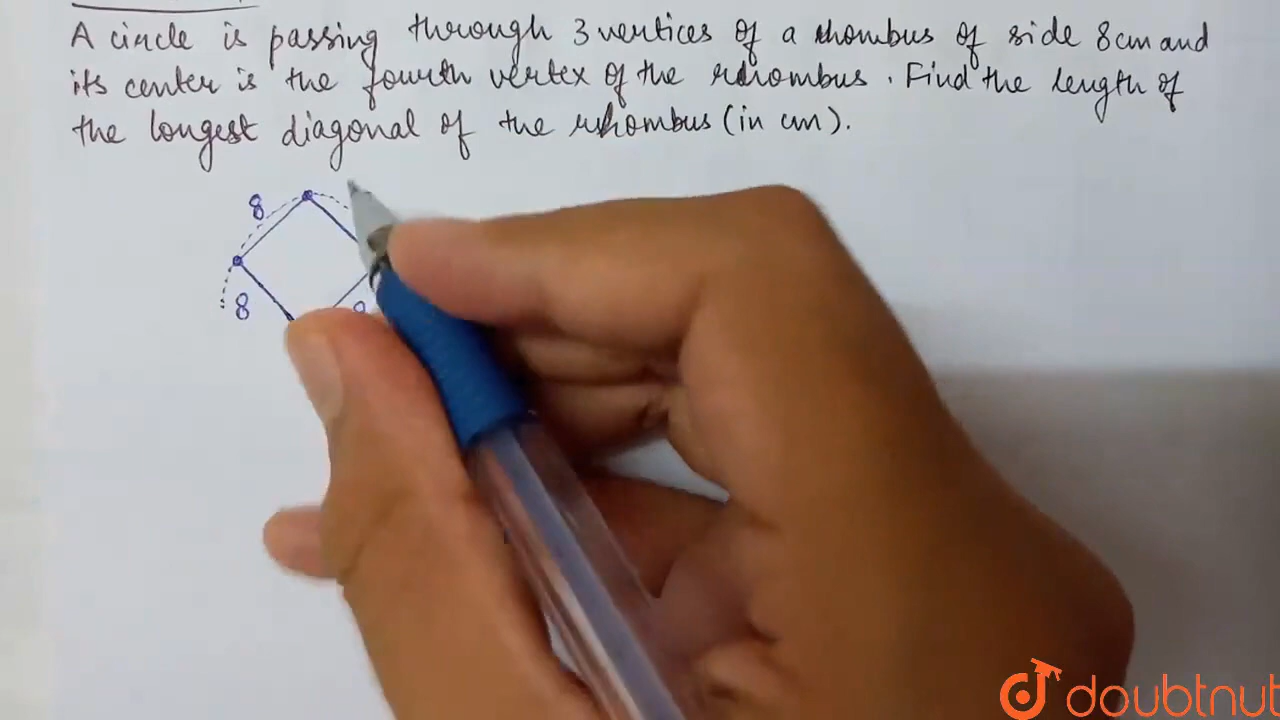 A circle is passing through 3 vertices of a rhombus of side 8cm and
its center is the fourth vertex of the rhombus. Find the length of
the longest diagonal of the rhombus (in cm).
8
8
doubtnut